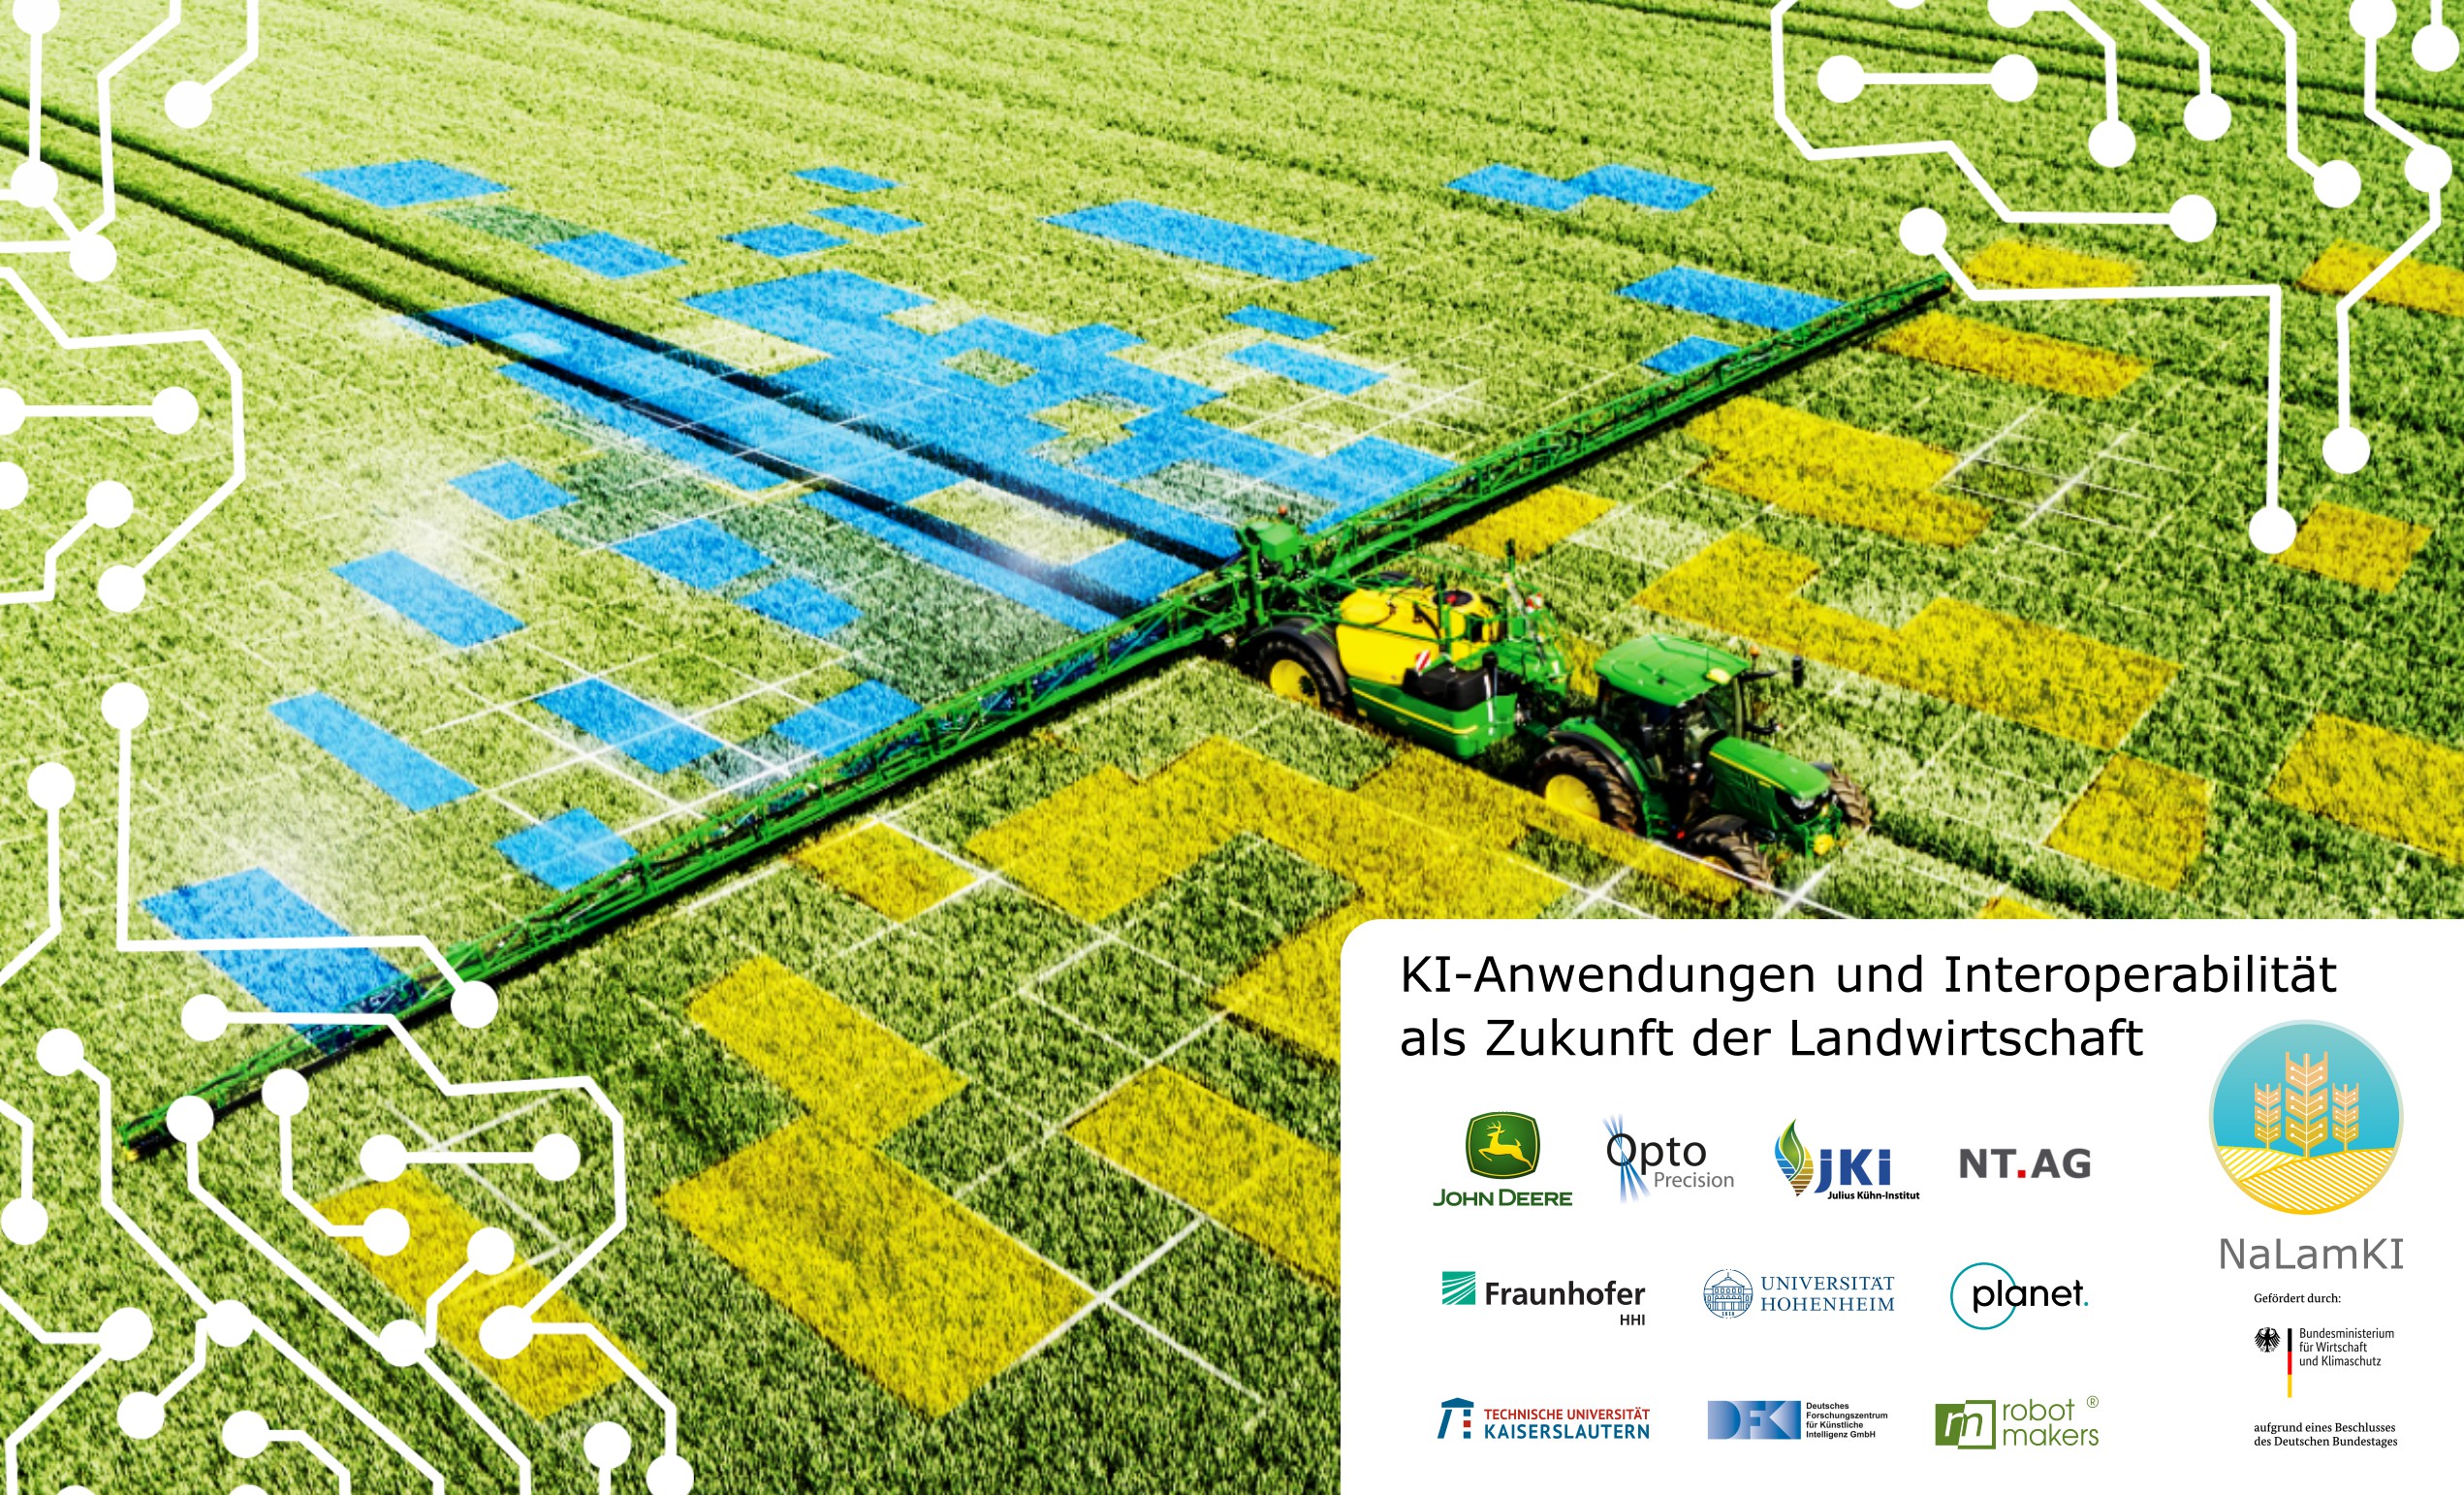 KI-Anwendungen und Interoperabilität
als Zukunft der Landwirtschaft
JOHN DEERE
Opto
Precision
JKi
Julius Kühn-Institut
NT.AG
Fraunhofer
HHI
UNIVERSITÄT
HOHENHEIM
1818
planet.
TECHNISCHE UNIVERSITÄT
KAISERSLAUTERN
DFKI
Deutsches
Forschungszentrum
für Künstliche
Intelligenz GmbH
rm
robot ®
makers
NaLamKI
Gefördert durch:
Bundesministerium
für Wirtschaft
und Klimaschutz
aufgrund eines Beschlusses
des Deutschen Bundestages